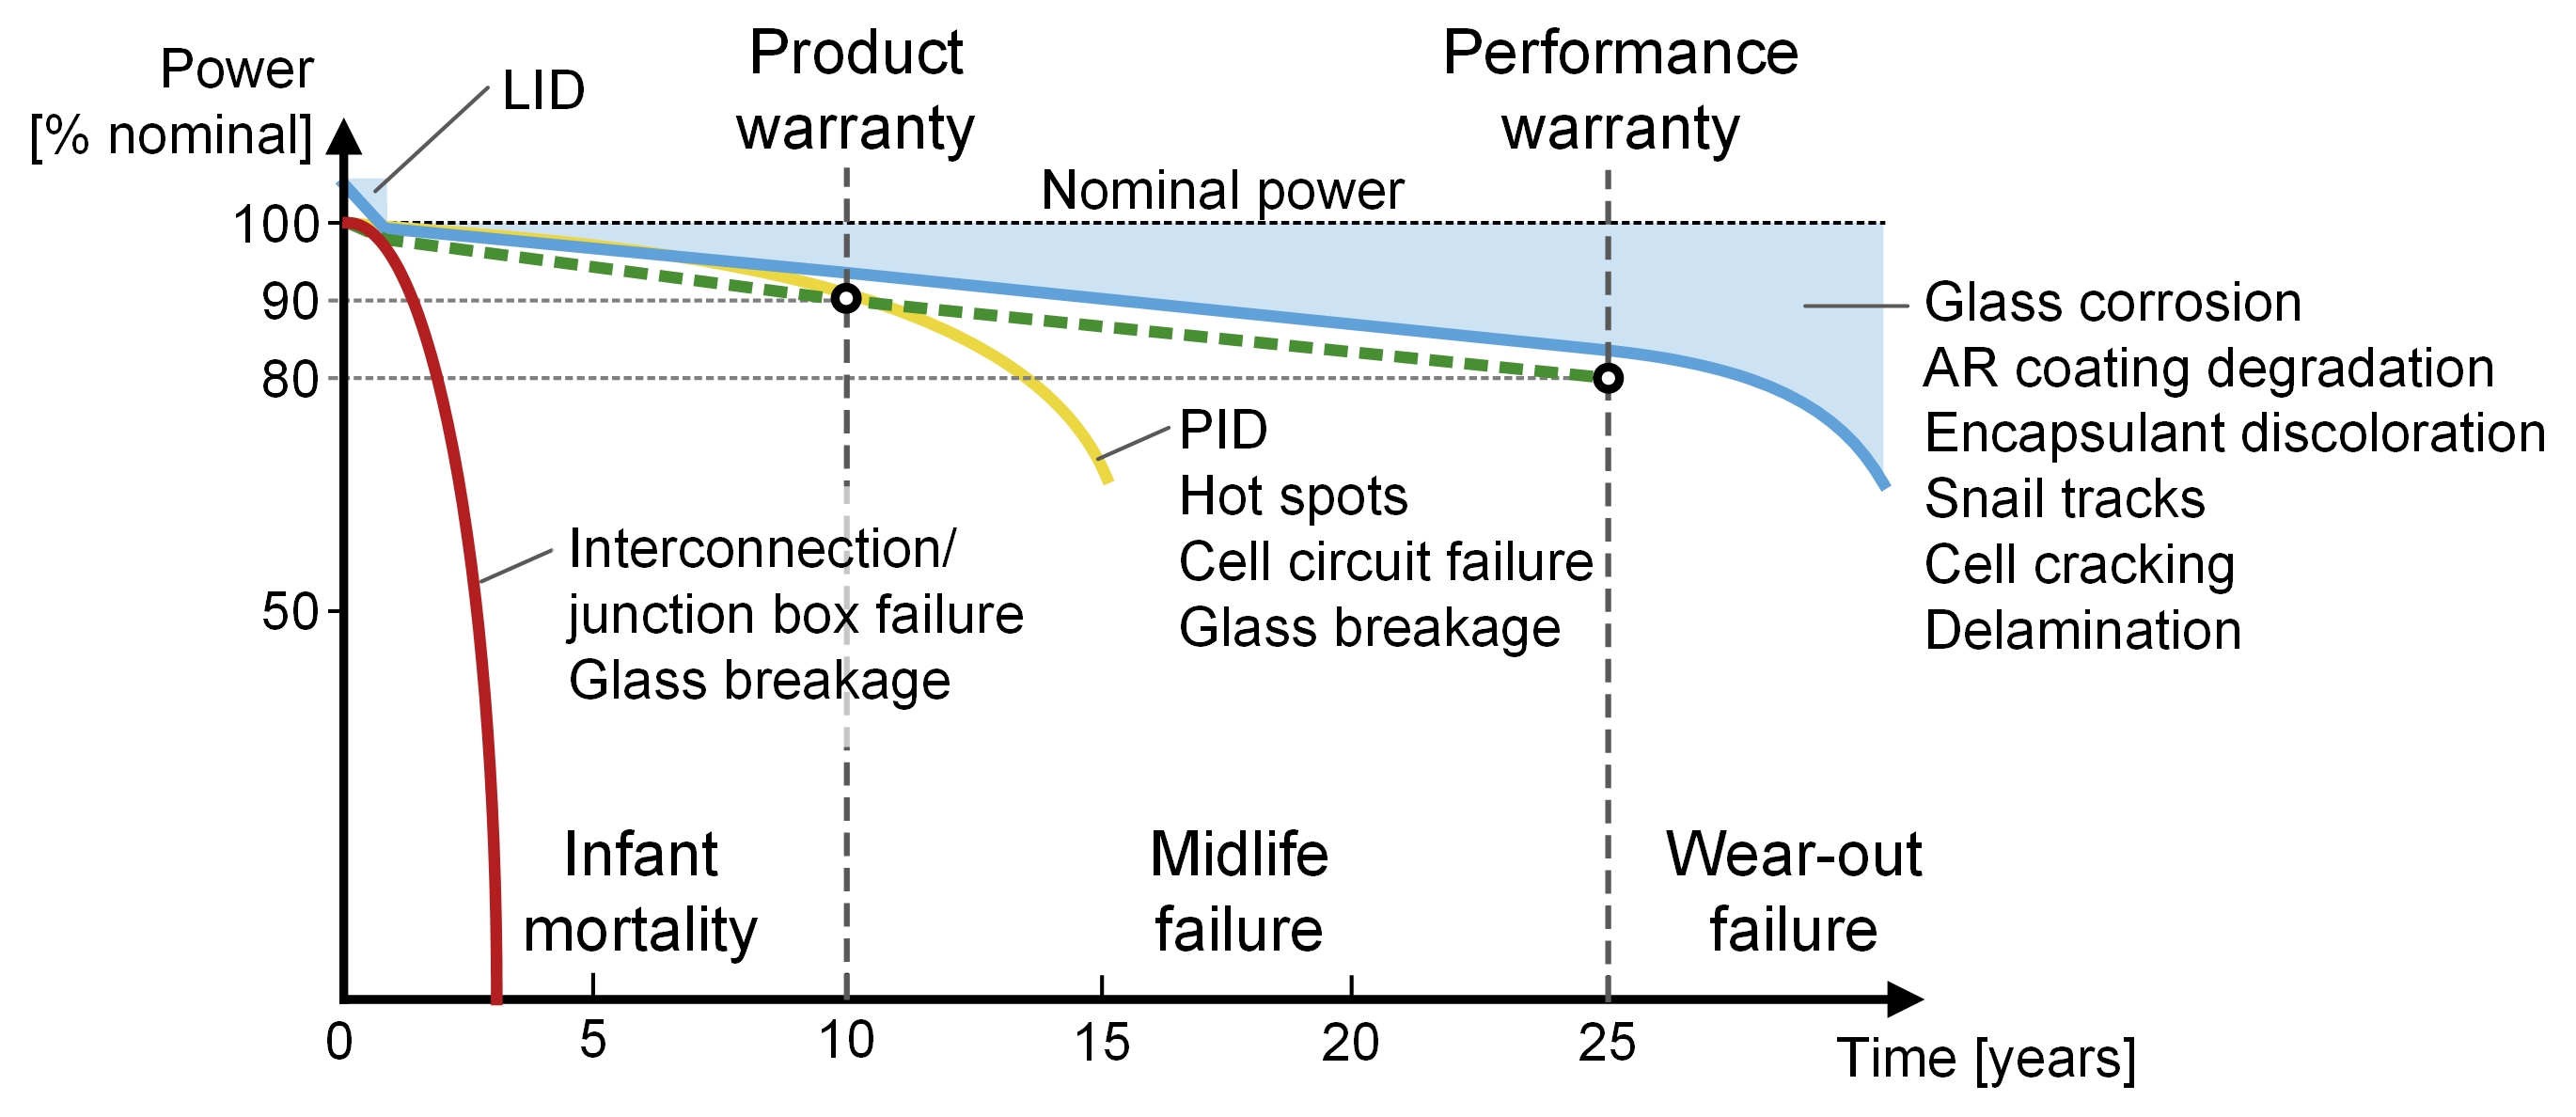 Power
[% nominal]
LID
Product
warranty
Performance
warranty
Nominal power
100
90
80
50
Glass corrosion
AR coating degradation
Encapsulant discoloration
Snail tracks
Cell cracking
Delamination
PID
Hot spots
Cell circuit failure
Glass breakage
Interconnection/
junction box failure
Glass breakage
Infant
mortality
Midlife
failure
Wear-out
failure
0
5
10
15
20
25
Time [years]